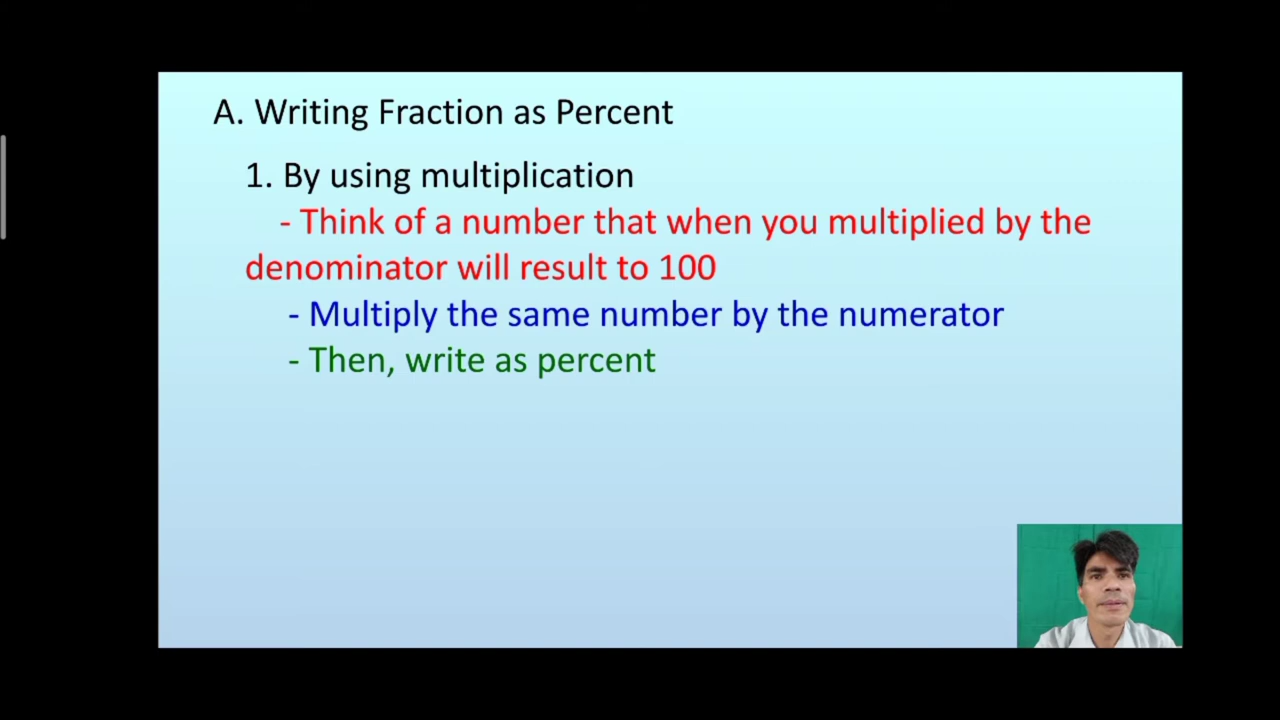 A. Writing Fraction as Percent
1. By using multiplication
- Think of a number that when you multiplied by the
denominator will result to 100
- Multiply the same number by the numerator
- Then, write as percent